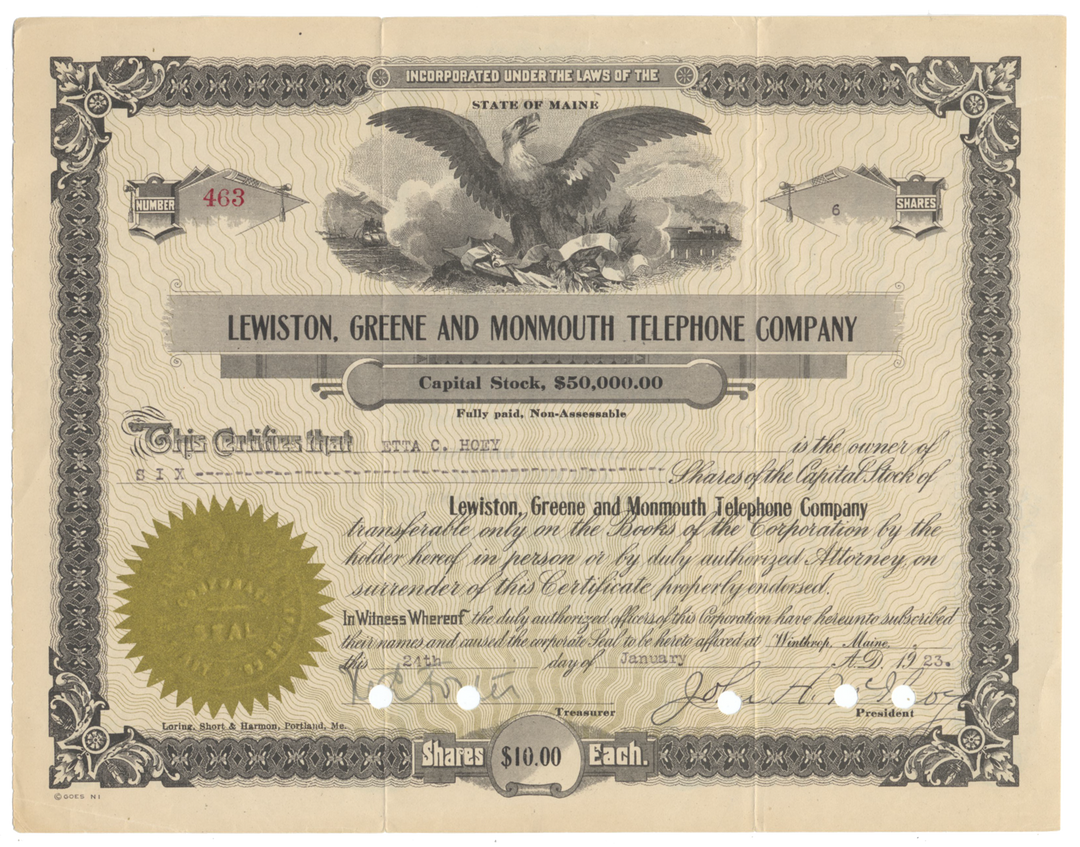 INCORPORATED UNDER THE LAWS OF THE
STATE OF MAINE
NUMBER 463
6 SHARES
LEWISTON, GREENE AND MONMOUTH TELEPHONE COMPANY
Capital Stock, $50,000.00
Fully paid, Non-Assessable
This Certifies that ETTA C. HOEY is the owner of
SIX Shares of the Capital Stock of
Lewiston, Greene and Monmouth Telephone Company
transferable only on the Books of the Corporation by the
holder hereof in person or by duly authorized Attorney, on
surrender of this Certificate properly endorsed.
In Witness Whereof the duly authorized officers of this Corporation have hereunto subscribed
their names and caused the corporate Seal to be hereto affixed at Winthrop, Maine,
this 24th day of January A.D. 1923.
John H.
Treasurer
President
SEAL
Loring, Short & Harmon, Portland, Me.
Shares $10.00 Each.
© GOES N1